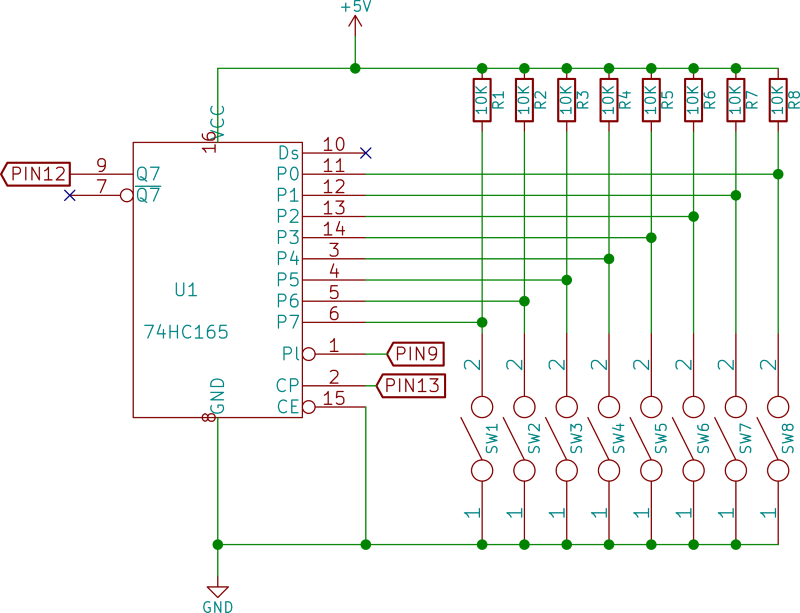 +5V
10K R1
10K R2
10K R3
10K R4
10K R5
10K R6
10K R7
10K R8
16 VCC
PIN12 9 Q7
7 Q7
Ds 10
P0 11
P1 12
P2 13
P3 14
P4 3
P5 4
P6 5
P7 6
U1
74HC165
Pl 1 PIN9
CP 2 PIN13
CE 15
8 GND
2 SW1 1
2 SW2 1
2 SW3 1
2 SW4 1
2 SW5 1
2 SW6 1
2 SW7 1
2 SW8 1
GND